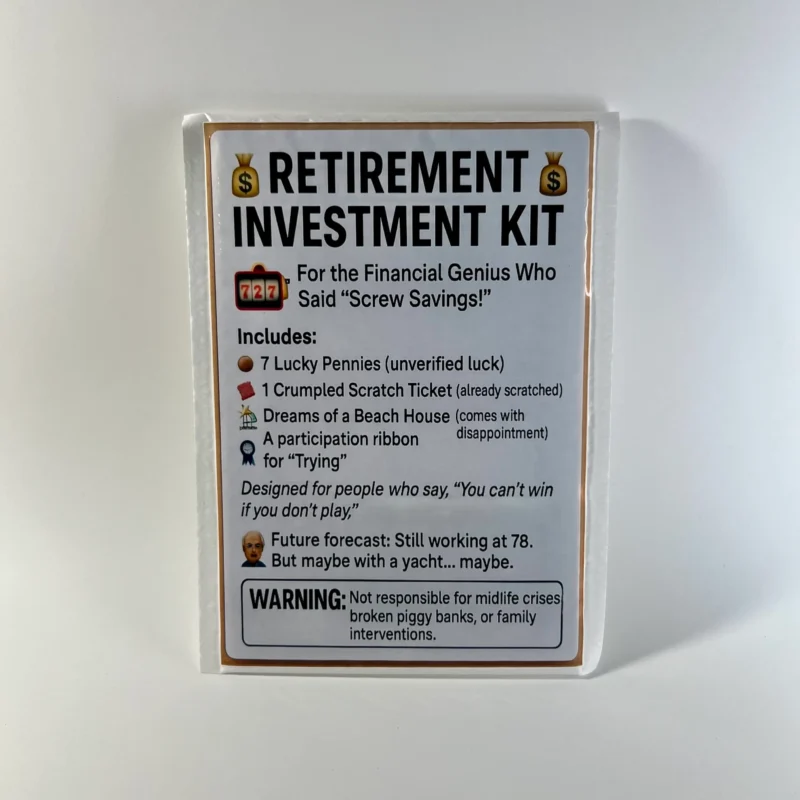 RETIREMENT
INVESTMENT KIT
727
For the Financial Genius Who
Said “Screw Savings!”
Includes:
7 Lucky Pennies (unverified luck)
1 Crumpled Scratch Ticket (already scratched)
Dreams of a Beach House (comes with
disappointment)
A participation ribbon
for “Trying”
Designed for people who say, “You can’t win
if you don’t play,”
Future forecast: Still working at 78.
But maybe with a yacht... maybe.
WARNING: Not responsible for midlife crises
broken piggy banks, or family
interventions.